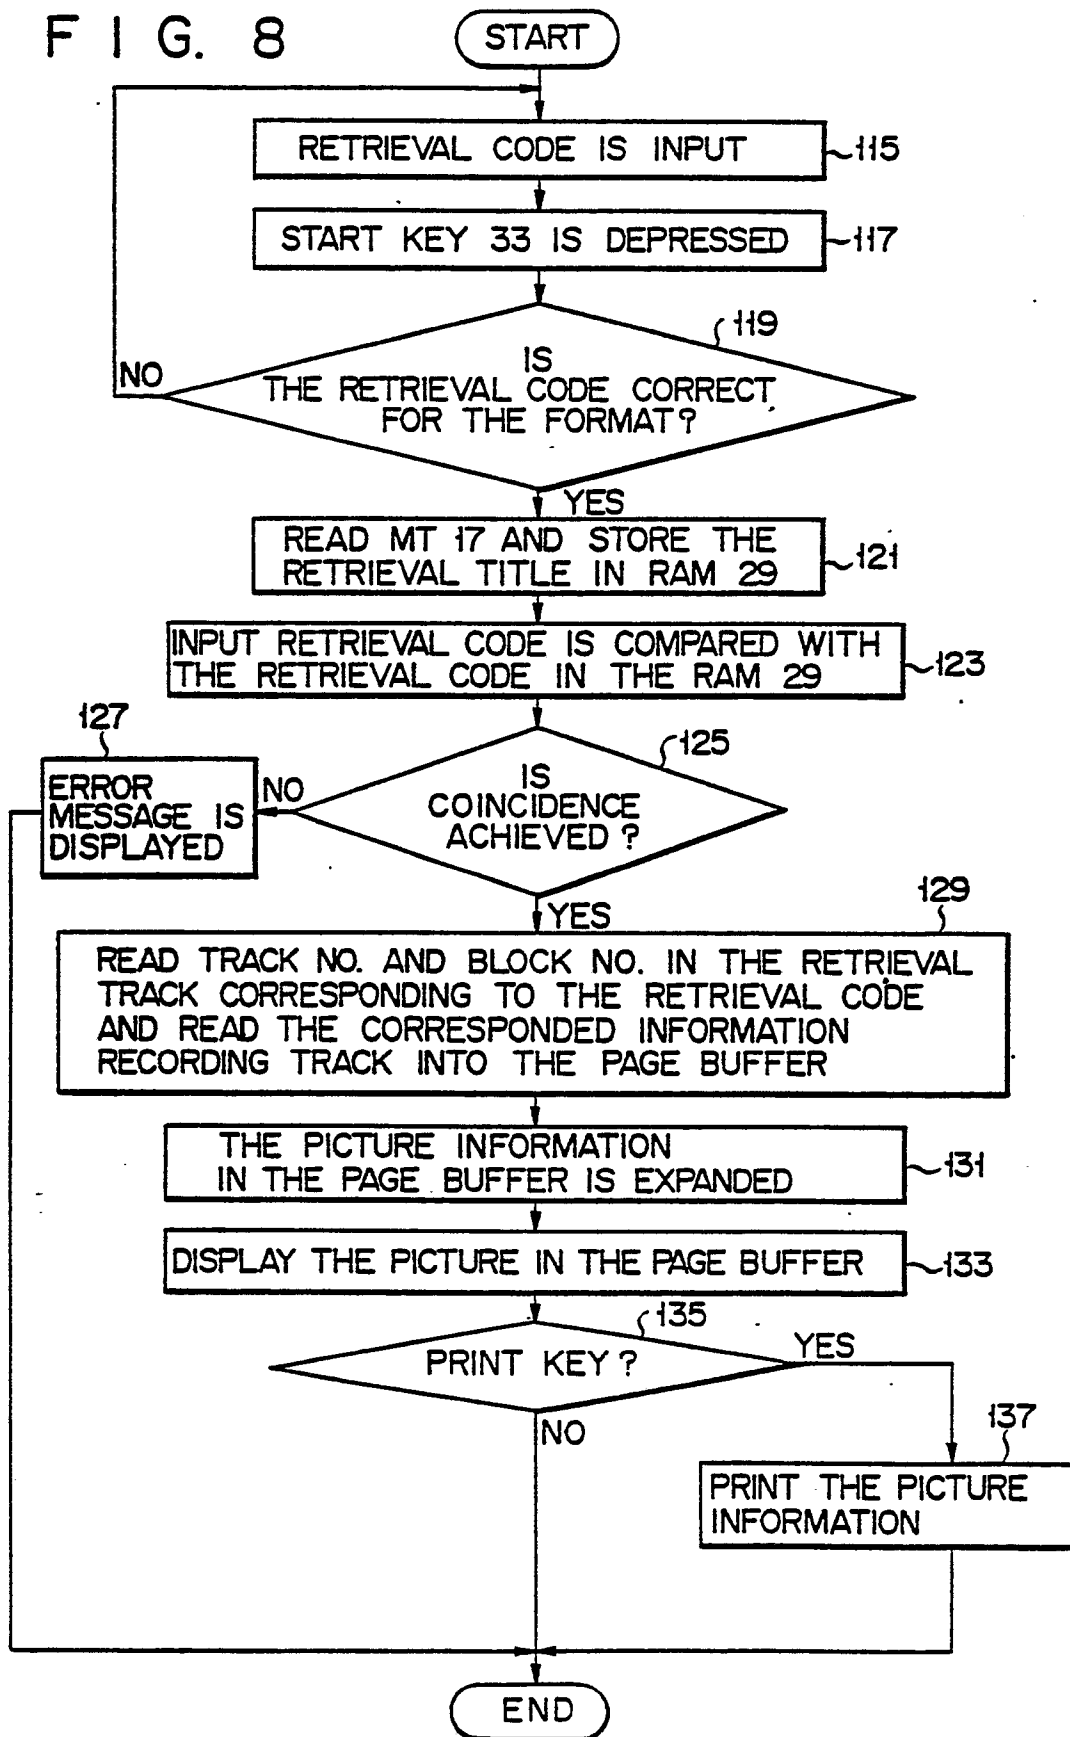 FIG. 8
START
RETRIEVAL CODE IS INPUT
115
START KEY 33 IS DEPRESSED
117
119
IS
THE RETRIEVAL CODE CORRECT
FOR THE FORMAT?
NO
YES
READ MT 17 AND STORE THE
RETRIEVAL TITLE IN RAM 29
121
INPUT RETRIEVAL CODE IS COMPARED WITH
THE RETRIEVAL CODE IN THE RAM 29
123
127
125
IS
COINCIDENCE
ACHIEVED?
NO
ERROR
MESSAGE IS
DISPLAYED
YES
129
READ TRACK NO. AND BLOCK NO. IN THE RETRIEVAL
TRACK CORRESPONDING TO THE RETRIEVAL CODE
AND READ THE CORRESPONDED INFORMATION
RECORDING TRACK INTO THE PAGE BUFFER
THE PICTURE INFORMATION
IN THE PAGE BUFFER IS EXPANDED
131
DISPLAY THE PICTURE IN THE PAGE BUFFER
133
135
PRINT KEY?
YES
NO
137
PRINT THE PICTURE
INFORMATION
END